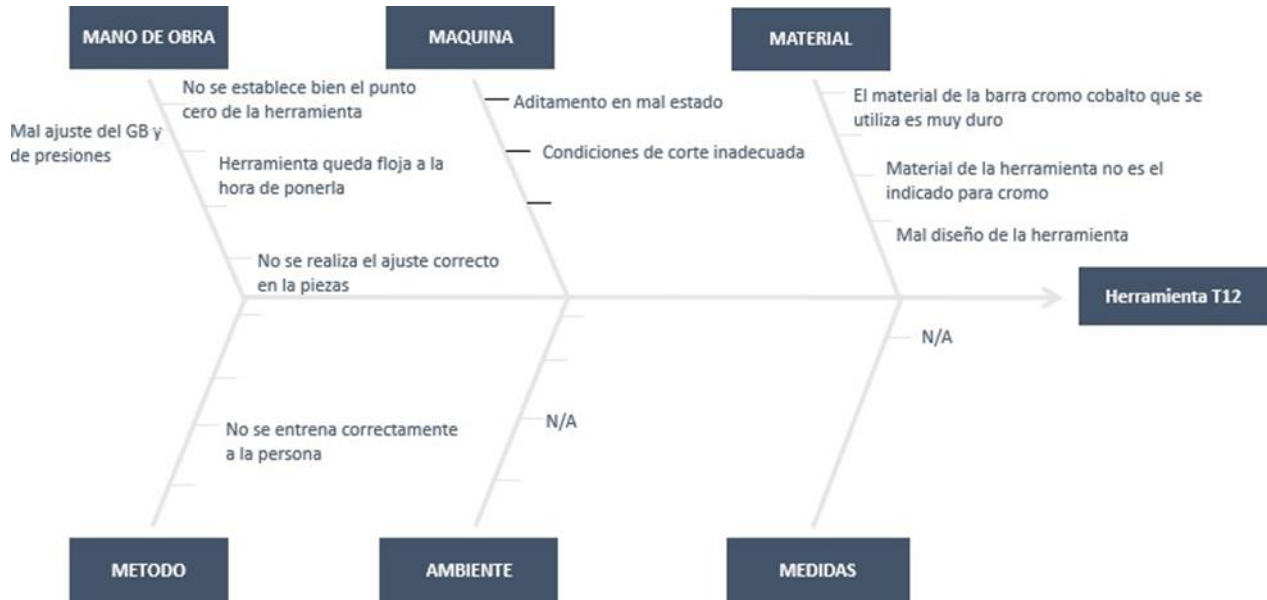 MANO DE OBRA
MAQUINA
MATERIAL
No se establece bien el punto
cero de la herramienta
Mal ajuste del GB y
de presiones
Herramienta queda floja a la
hora de ponerla
No se realiza el ajuste correcto
en la piezas
Aditamento en mal estado
Condiciones de corte inadecuada
El material de la barra cromo cobalto que se
utiliza es muy duro
Material de la herramienta no es el
indicado para cromo
Mal diseño de la herramienta
Herramienta T12
No se entrena correctamente
a la persona
N/A
N/A
METODO
AMBIENTE
MEDIDAS